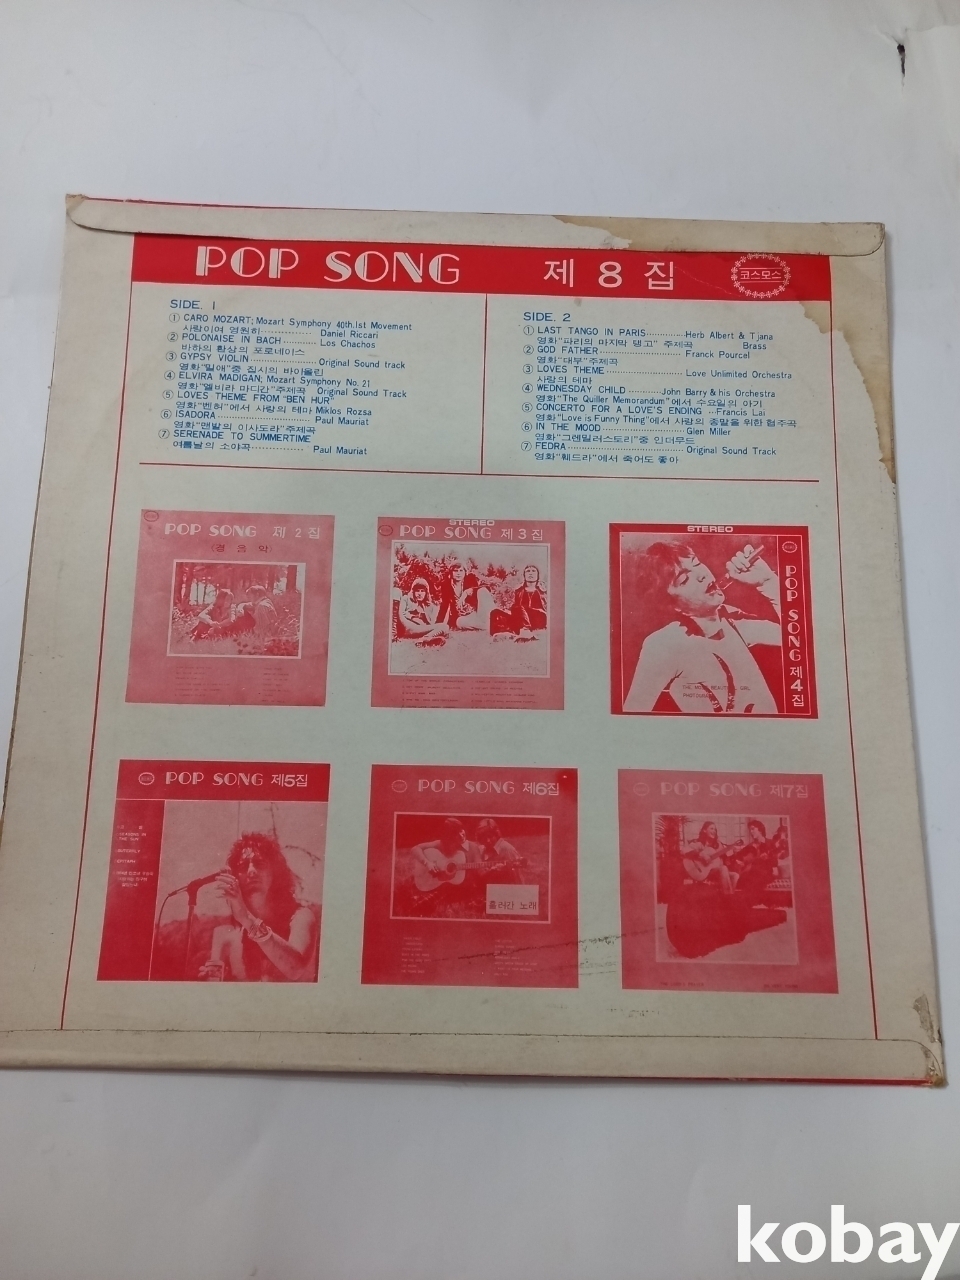 POP SONG 제 8 집
코스모스
SIDE. 1
① CARO MOZART; Mozart Symphony 40th.Ist Movement
사랑이여 영원히 Daniel Riccari
② POLONAISE IN BACH Los Chachos
바하의 환상의 포로네이스
③ GYPSY VIOLIN Original Sound track
영화"밀애"중 집시의 바이올린
④ ELVIRA MADIGAN; Mozart Symphony No. 21
영화"엘비라 마디간"주제곡 Original Sound Track
⑤ LOVES THEME FROM "BEN HUR"
영화"벤허"에서 사랑의 테마 Miklos Rozsa
⑥ ISADORA Paul Mauriat
영화"맨발의 이사도라"주제곡
⑦ SERENADE TO SUMMERTIME
여름날의 소야곡 Paul Mauriat
SIDE. 2
① LAST TANGO IN PARIS Herb Albert & Tjana
영화"파리의 마지막 탱고" 주제곡 Brass
② GOD FATHER Franck Pourcel
영화"대부"주제곡
③ LOVES THEME Love Unlimited Orchestra
사랑의 테마
④ WEDNESDAY CHILD John Barry & his Orchestra
영화"The Quiller Memorandum"에서 수요일의 아기
⑤ CONCERTO FOR A LOVE'S ENDING Francis Lai
영화"Love is Funny Thing"에서 사랑의 종말을 위한 협주곡
⑥ IN THE MOOD Glen Miller
영화"그렌밀러스토리"중 인더무드
⑦ FEDRA Original Sound Track
영화"훼드라"에서 죽어도 좋아
POP SONG 제 2 집
(경음악)
STEREO
POP SONG 제 3 집
STEREO
POP SONG 제4집
POP SONG 제5집
POP SONG 제6집
흘러간 노래
POP SONG 제7집
kobay